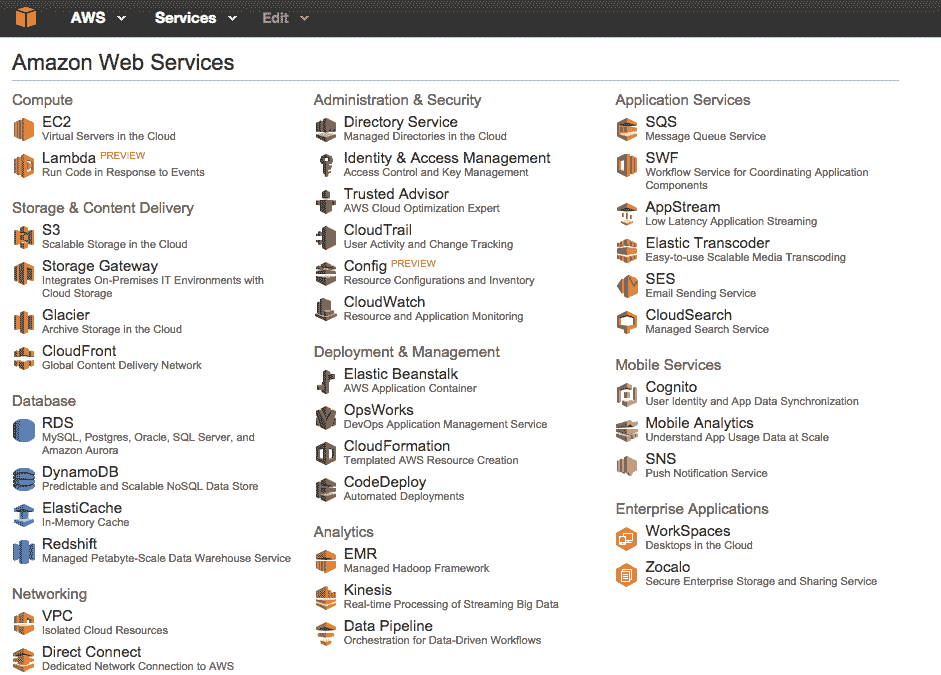 AWS Services Edit
Amazon Web Services
Compute
EC2
Virtual Servers in the Cloud
Lambda PREVIEW
Run Code in Response to Events
Storage & Content Delivery
S3
Scalable Storage in the Cloud
Storage Gateway
Integrates On-Premises IT Environments with
Cloud Storage
Glacier
Archive Storage in the Cloud
CloudFront
Global Content Delivery Network
Database
RDS
MySQL, Postgres, Oracle, SQL Server, and
Amazon Aurora
DynamoDB
Predictable and Scalable NoSQL Data Store
ElastiCache
In-Memory Cache
Redshift
Managed Petabyte-Scale Data Warehouse Service
Networking
VPC
Isolated Cloud Resources
Direct Connect
Dedicated Network Connection to AWS
Administration & Security
Directory Service
Managed Directories in the Cloud
Identity & Access Management
Access Control and Key Management
Trusted Advisor
AWS Cloud Optimization Expert
CloudTrail
User Activity and Change Tracking
Config PREVIEW
Resource Configurations and Inventory
CloudWatch
Resource and Application Monitoring
Deployment & Management
Elastic Beanstalk
AWS Application Container
OpsWorks
DevOps Application Management Service
CloudFormation
Templated AWS Resource Creation
CodeDeploy
Automated Deployments
Analytics
EMR
Managed Hadoop Framework
Kinesis
Real-time Processing of Streaming Big Data
Data Pipeline
Orchestration for Data-Driven Workflows
Application Services
SQS
Message Queue Service
SWF
Workflow Service for Coordinating Application
Components
AppStream
Low Latency Application Streaming
Elastic Transcoder
Easy-to-use Scalable Media Transcoding
SES
Email Sending Service
CloudSearch
Managed Search Service
Mobile Services
Cognito
User Identity and App Data Synchronization
Mobile Analytics
Understand App Usage Data at Scale
SNS
Push Notification Service
Enterprise Applications
WorkSpaces
Desktops in the Cloud
Zocalo
Secure Enterprise Storage and Sharing Service